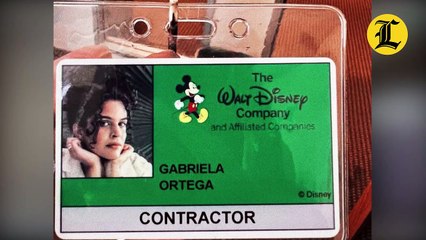 L
The
WALT DISNEY
Company
and Affiliated Companies
GABRIELA
ORTEGA
© Disney
CONTRACTOR